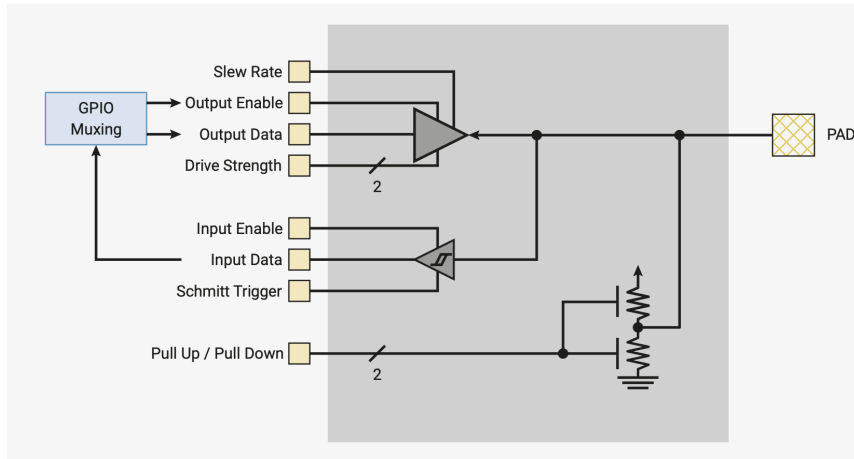 Slew Rate
GPIO
Muxing
Output Enable
Output Data
PAD
Drive Strength
2
Input Enable
Input Data
Schmitt Trigger
Pull Up / Pull Down
2